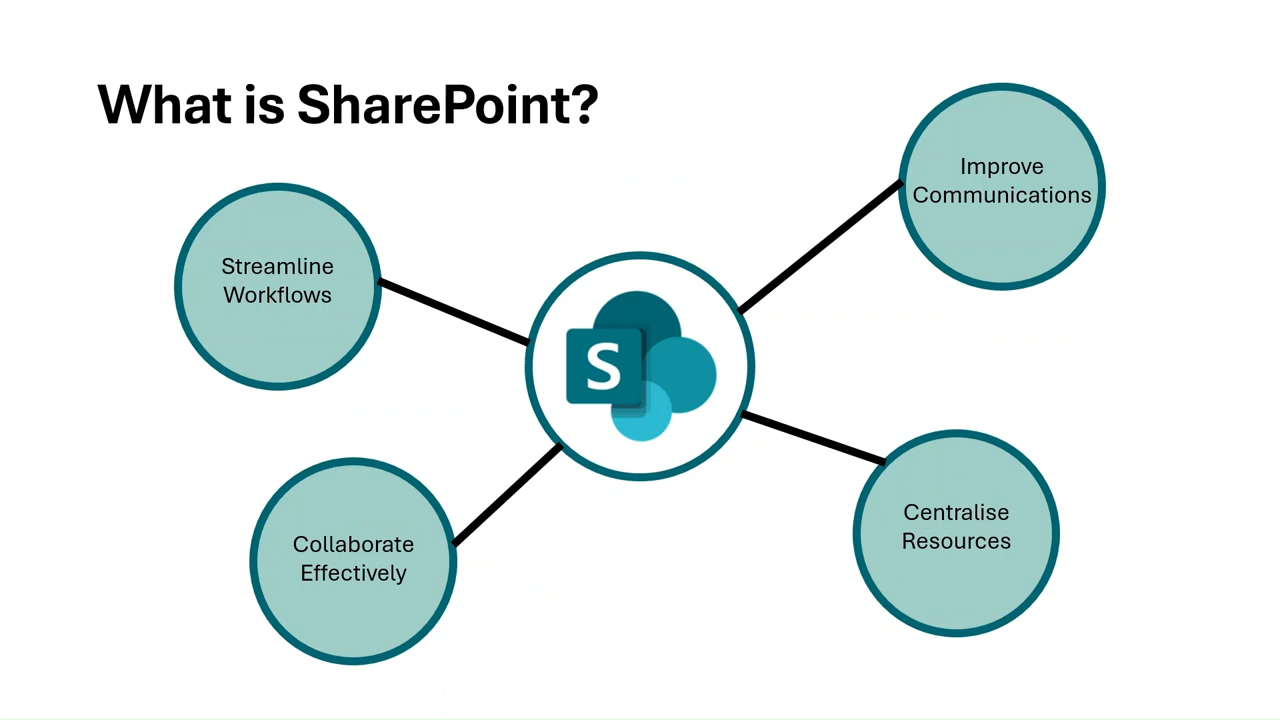 What is SharePoint?
Improve
Communications
Streamline
Workflows
S
Collaborate
Effectively
Centralise
Resources